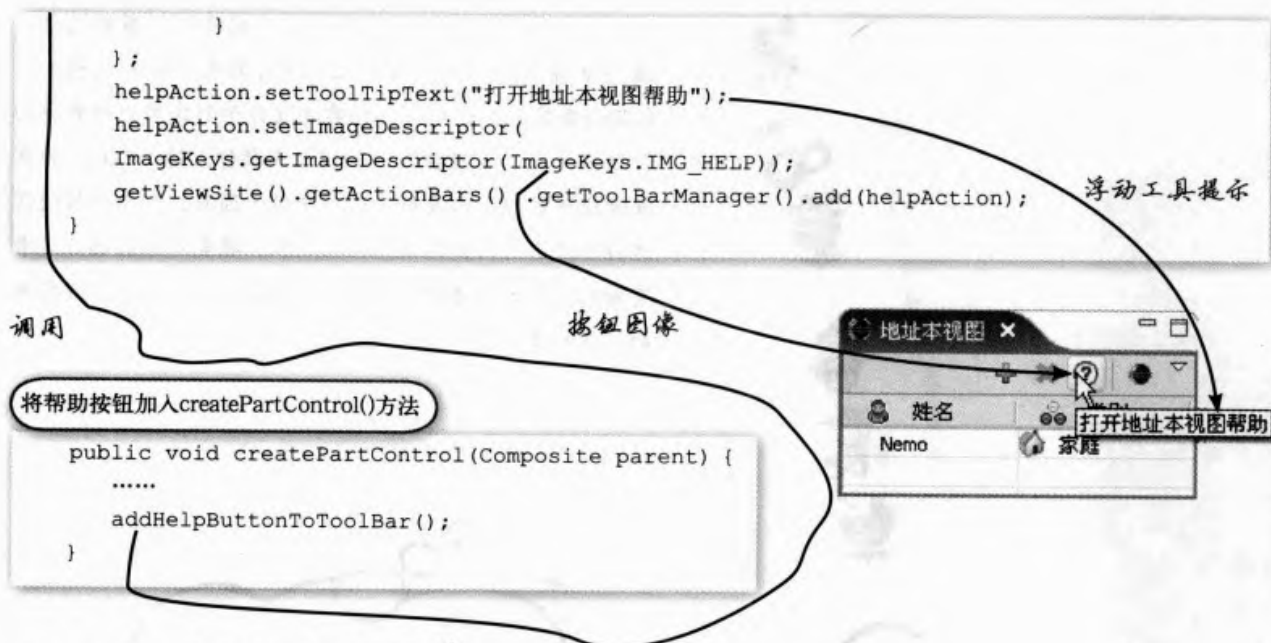 }
};
helpAction.setToolTipText("打开地址本视图帮助");
helpAction.setImageDescriptor(
ImageKeys.getImageDescriptor(ImageKeys.IMG_HELP));
getViewSite().getActionBars().getToolBarManager().add(helpAction);
}
浮动工具提示
调用
按钮图像
地址本视图
姓名
打开地址本视图帮助
Nemo
家庭
将帮助按钮加入createPartControl()方法
public void createPartControl(Composite parent) {
……
addHelpButtonToToolBar();
}